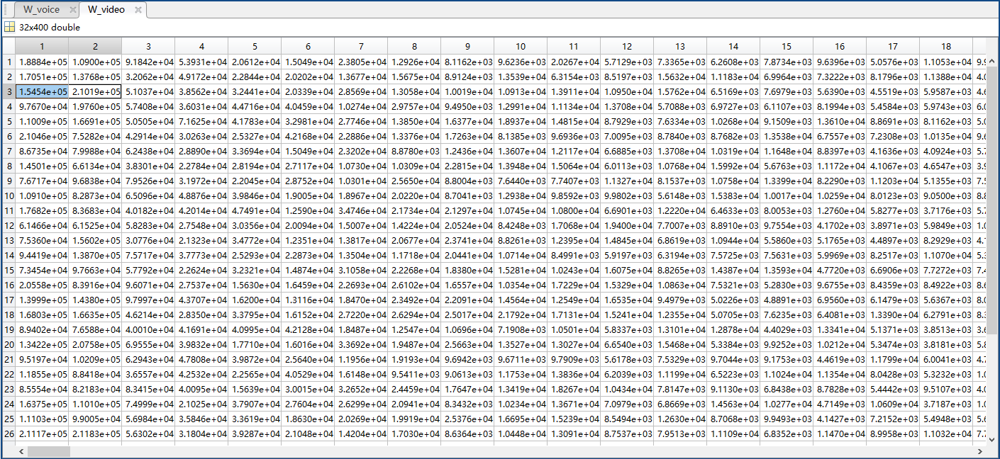 W_voice W_video
32x400 double
1 2 3 4 5 6 7 8 9 10 11 12 13 14 15 16 17 18
1 1.8884e+05 1.0900e+05 9.1842e+04 5.3931e+04 2.0612e+04 1.5049e+04 2.3805e+04 1.2926e+04 8.1162e+03 9.6236e+03 2.0267e+04 5.7129e+03 7.3365e+03 6.2608e+03 7.8734e+03 9.6396e+03 5.0576e+03 1.1053e+04
2 1.7051e+05 1.3768e+05 3.2062e+04 4.9172e+04 2.2844e+04 2.0202e+04 1.3677e+04 1.5675e+04 8.9124e+03 1.3539e+04 6.3154e+03 8.5197e+03 1.5632e+04 1.1183e+04 6.9964e+03 7.3222e+03 8.1796e+03 1.1388e+04 4.0
3 1.5454e+05 2.1019e+05 5.1037e+04 3.8562e+04 3.2441e+04 2.0339e+04 2.8569e+04 1.3058e+04 1.0019e+04 1.0913e+04 1.3911e+04 1.0950e+04 1.5762e+04 6.5169e+03 7.6979e+03 5.6390e+03 4.5519e+03 5.9587e+03 4.6
4 9.7670e+04 1.9760e+05 5.7408e+04 3.6031e+04 4.4716e+04 4.0459e+04 1.0274e+04 2.9757e+04 9.4950e+03 1.2991e+04 1.1134e+04 1.3708e+04 5.7088e+03 6.9727e+03 6.1107e+03 8.1994e+03 5.4584e+03 5.9743e+03 6.0
5 1.1009e+05 1.6691e+05 5.0505e+04 7.1625e+04 4.1783e+04 3.2981e+04 2.7746e+04 1.3850e+04 1.6377e+04 1.8937e+04 1.4815e+04 8.7929e+03 7.6334e+03 1.0268e+04 9.1509e+03 1.3610e+04 8.8691e+03 8.1162e+03 5.0
6 2.1046e+05 7.5282e+04 4.2914e+04 3.0263e+04 2.5327e+04 4.2168e+04 2.2886e+04 1.3376e+04 1.7263e+04 8.1385e+03 9.6936e+03 7.0095e+03 8.7840e+03 8.7682e+03 1.3538e+04 6.7557e+03 7.2308e+03 1.0135e+04 9.6
7 8.6735e+04 7.9988e+04 6.2438e+04 2.8890e+04 3.3694e+04 1.5049e+04 2.3202e+04 8.8780e+03 1.2436e+04 1.3607e+04 1.2117e+04 6.6885e+03 1.3708e+04 1.0319e+04 1.1648e+04 8.8397e+03 4.1636e+03 4.0924e+03 5.7
8 1.4501e+05 6.6134e+04 3.8301e+04 2.2784e+04 2.8194e+04 2.7117e+04 1.0730e+04 1.0309e+04 2.2815e+04 1.3948e+04 1.5064e+04 6.0113e+03 1.0768e+04 1.5992e+04 5.6763e+03 1.1172e+04 4.1067e+03 4.6547e+03 3.9
9 7.6717e+04 9.6838e+04 7.9526e+04 3.1972e+04 2.2045e+04 2.8752e+04 1.0301e+04 2.5650e+04 8.8004e+03 7.6440e+03 7.7407e+03 1.1327e+04 8.1537e+03 1.0758e+04 1.3399e+04 8.2290e+03 1.1203e+04 5.1355e+03
10 1.0910e+05 8.2873e+04 6.5096e+04 4.8876e+04 3.9846e+04 1.9005e+04 1.8967e+04 2.0220e+04 8.7041e+03 1.2938e+04 9.8592e+03 9.9802e+03 5.6148e+03 1.5383e+04 1.0017e+04 1.0259e+04 8.0123e+03 9.0500e+03 8.8
11 1.7682e+05 8.3683e+04 4.0182e+04 4.2014e+04 4.7491e+04 1.2590e+04 3.4746e+04 2.1734e+04 2.1297e+04 1.0745e+04 1.0800e+04 6.6901e+03 1.2220e+04 6.4633e+03 8.0053e+03 1.2760e+04 5.8277e+03 3.7176e+03 5.7
12 6.1466e+04 6.1525e+04 5.8283e+04 2.7548e+04 3.0356e+04 2.0094e+04 1.5007e+04 1.4224e+04 2.0524e+04 8.4248e+03 1.7068e+04 1.9400e+04 7.7007e+03 8.8910e+03 9.7554e+03 4.1702e+03 3.8971e+03 5.9849e+03 1.0
13 7.5360e+04 1.5602e+05 3.0776e+04 2.1323e+04 3.4772e+04 1.2351e+04 1.3817e+04 2.0677e+04 2.3741e+04 8.8261e+03 1.2395e+04 1.4845e+04 6.8619e+03 1.0944e+04 5.5860e+03 5.1765e+03 4.4897e+03 8.2929e+03
14 9.4419e+04 1.3870e+05 7.5717e+04 3.7773e+04 2.5293e+04 2.2873e+04 1.3504e+04 1.1718e+04 2.0441e+04 1.0714e+04 8.4991e+03 5.9197e+03 6.3194e+03 7.5725e+03 7.5631e+03 5.9969e+03 8.2517e+03 1.1070e+04 5.3
15 7.3454e+04 9.7663e+04 5.7792e+04 2.2624e+04 3.2321e+04 1.4874e+04 3.1058e+04 2.2268e+04 1.8380e+04 1.5281e+04 1.0243e+04 1.6075e+04 8.8265e+03 1.4387e+04 1.3593e+04 4.7720e+03 6.6906e+03 7.7272e+03 7.4
16 2.0558e+05 8.3916e+04 9.6071e+04 2.7537e+04 1.5630e+04 1.6459e+04 2.2693e+04 2.6102e+04 1.6557e+04 1.0354e+04 1.7229e+04 1.5329e+04 1.0863e+04 7.5321e+03 5.2830e+03 9.6755e+03 8.4359e+03 8.4922e+03 8.6
17 1.3999e+05 1.4380e+05 9.7997e+04 4.3707e+04 1.6200e+04 1.3116e+04 1.8470e+04 2.3492e+04 2.2091e+04 1.4564e+04 1.2549e+04 1.6535e+04 9.4979e+03 5.0226e+03 4.8891e+03 6.9560e+03 6.1479e+03 5.6367e+03 8.0
18 1.6803e+05 1.6635e+05 4.6214e+04 2.8350e+04 3.3795e+04 1.6152e+04 2.7220e+04 2.6294e+04 2.5017e+04 2.1792e+04 1.7131e+04 1.5241e+04 1.2355e+04 5.0705e+03 7.6235e+03 6.4081e+03 1.3390e+04 6.2791e+03 8.3
19 8.9402e+04 7.6588e+04 4.0010e+04 4.1691e+04 4.0995e+04 4.2128e+04 1.8487e+04 1.2547e+04 1.0696e+04 7.1908e+03 1.0501e+04 5.8337e+03 1.3101e+04 1.2878e+04 4.4029e+03 1.3341e+04 5.1371e+03 3.8513e+03 3.6
20 1.3422e+05 2.0758e+05 6.9555e+04 3.9832e+04 1.7710e+04 1.6016e+04 3.3692e+04 1.9487e+04 2.5663e+04 1.3527e+04 1.3027e+04 6.6540e+03 1.5468e+04 5.3384e+03 9.9252e+03 1.0212e+04 5.3474e+03 3.8181e+03 5.8
21 9.5197e+04 1.0209e+05 6.2943e+04 4.7808e+04 3.9872e+04 2.5640e+04 1.1956e+04 1.9193e+04 9.6942e+03 9.6711e+03 9.7909e+03 5.6178e+03 7.5329e+03 9.7044e+03 9.1753e+03 4.4619e+03 1.1799e+04 6.0041e+03
22 1.1855e+05 8.8418e+04 3.6557e+04 4.2532e+04 2.2565e+04 4.0529e+04 1.6148e+04 9.5411e+03 9.0613e+03 1.1753e+04 1.3836e+04 6.2039e+03 1.1199e+04 6.5223e+03 1.1024e+04 1.1354e+04 8.0428e+03 5.3232e+03 1.0
23 8.5554e+04 8.2183e+04 8.3415e+04 4.0095e+04 1.5639e+04 3.0015e+04 3.2652e+04 2.4459e+04 1.7647e+04 1.3419e+04 1.8267e+04 1.0434e+04 7.8147e+03 9.1130e+03 6.8438e+03 8.7828e+03 5.4442e+03 9.5107e+03 4.0
24 1.6375e+05 1.1010e+05 7.4999e+04 2.1025e+04 3.7907e+04 2.7604e+04 2.6299e+04 2.0941e+04 8.3432e+03 1.0234e+04 1.3671e+04 7.0979e+03 6.8669e+03 1.4563e+04 1.0277e+04 4.7149e+03 1.0609e+04 3.7187e+03 1.0
25 1.1103e+05 9.9005e+04 5.6984e+04 3.5846e+04 3.3619e+04 1.8630e+04 2.0269e+04 1.9919e+04 2.5376e+04 1.6695e+04 1.5239e+04 8.5494e+03 1.2630e+04 8.7068e+03 9.9493e+03 4.1427e+03 7.2152e+03 5.4948e+03 5.6
26 2.1117e+05 2.1183e+05 5.6302e+04 3.1804e+04 3.9287e+04 2.1048e+04 1.4204e+04 1.7030e+04 8.6364e+03 1.0448e+04 1.3091e+04 8.7537e+03 7.9513e+03 1.1109e+04 6.8352e+03 1.1470e+04 8.9958e+03 1.1032e+04